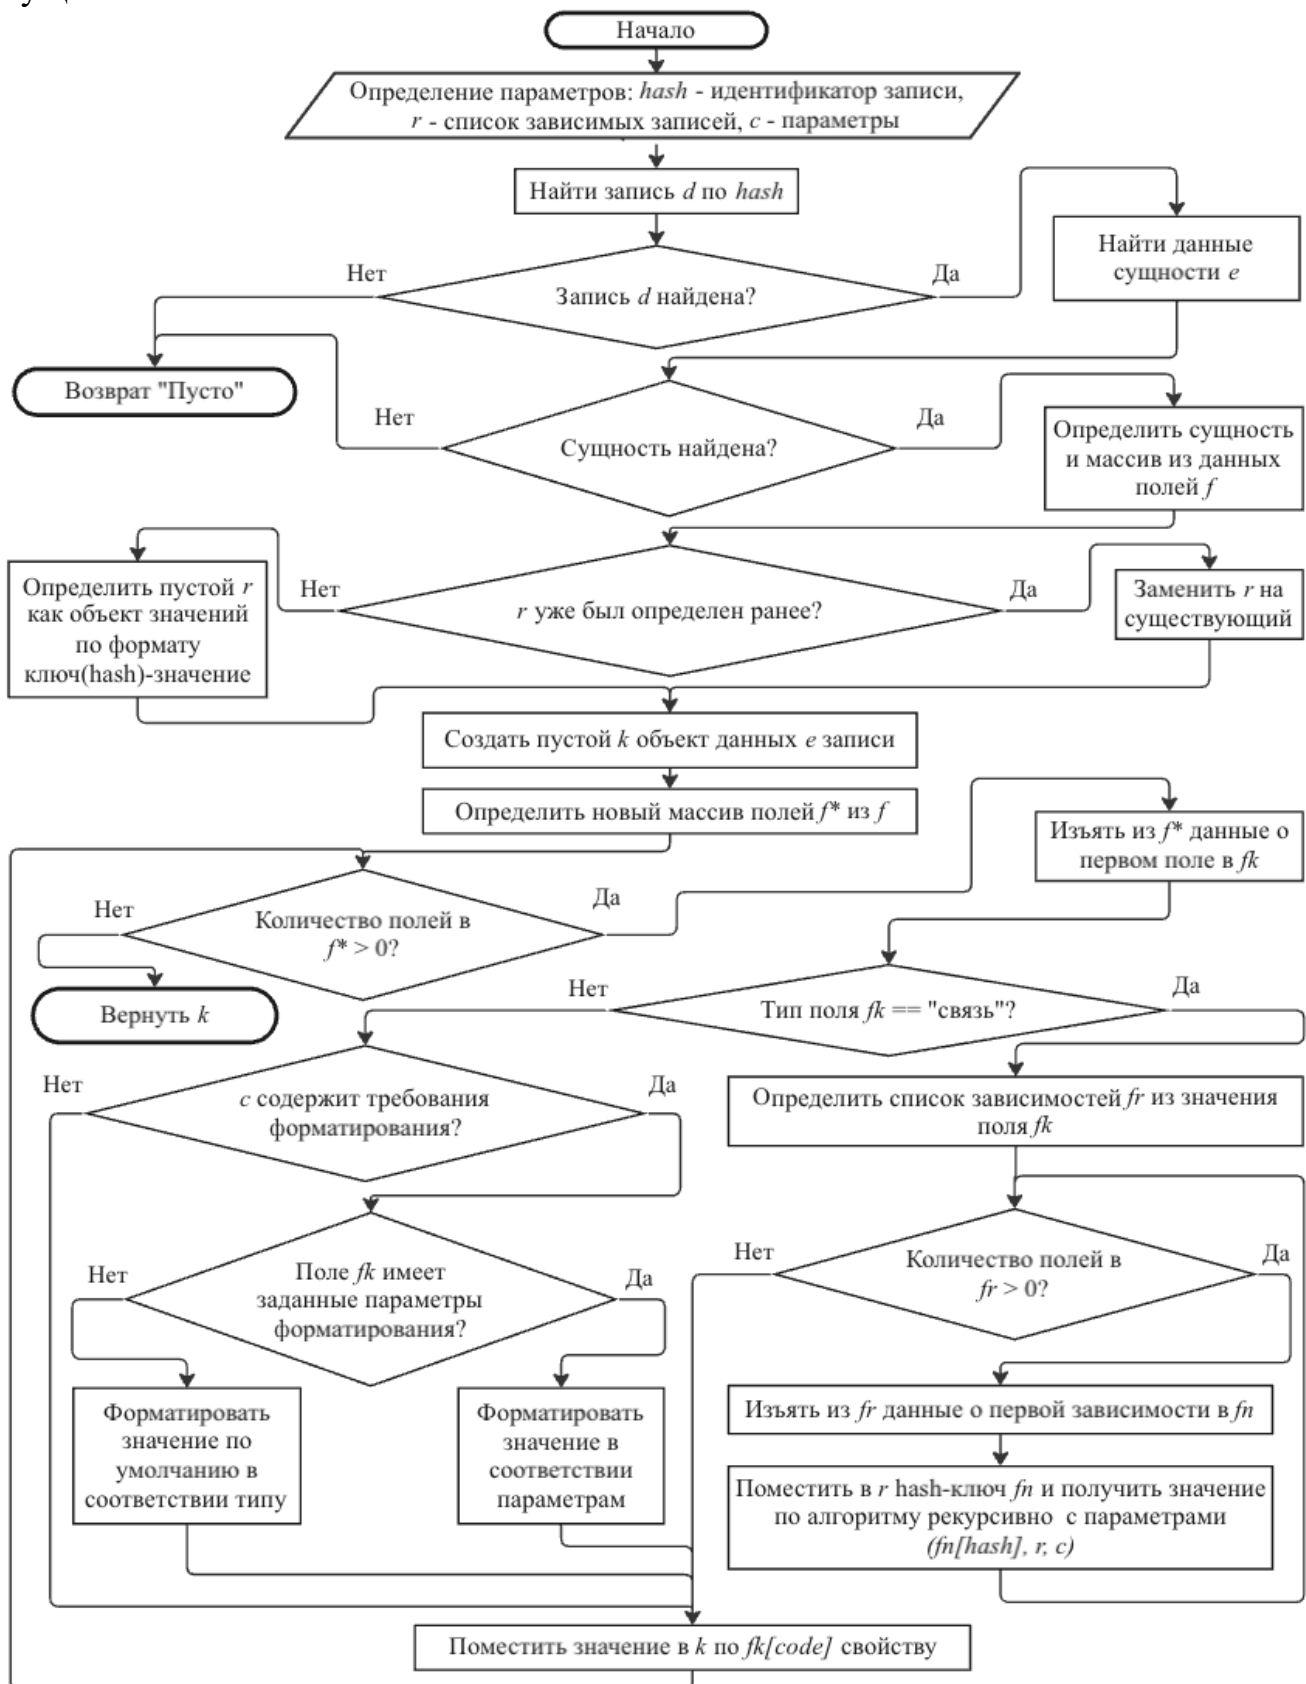 Начало
Определение параметров: hash - идентификатор записи,
r - список зависимых записей, c - параметры
Найти запись d по hash
Найти данные
сущности e
Нет
Да
Запись d найдена?
Возврат "Пусто"
Нет
Да
Сущность найдена?
Определить сущность
и массив из данных
полей f
Определить пустой r
как объект значений
по формату
ключ(hash)-значение
Нет
r уже был определен ранее?
Да
Заменить r на
существующий
Создать пустой k объект данных e записи
Определить новый массив полей f* из f
Изъять из f* данные о
первом поле в fk
Нет
Количество полей в
f* > 0?
Да
Вернуть k
Нет
Тип поля fk == "связь"?
Да
Нет
c содержит требования
форматирования?
Да
Определить список зависимостей fr из значения
поля fk
Нет
Поле fk имеет
заданные параметры
форматирования?
Да
Нет
Количество полей в
fr > 0?
Да
Форматировать
значение по
умолчанию в
соответствии типу
Форматировать
значение в
соответствии
параметрам
Изъять из fr данные о первой зависимости в fn
Поместить в r hash-ключ fn и получить значение
по алгоритму рекурсивно с параметрами
(fn[hash], r, c)
Поместить значение в k по fk[code] свойству